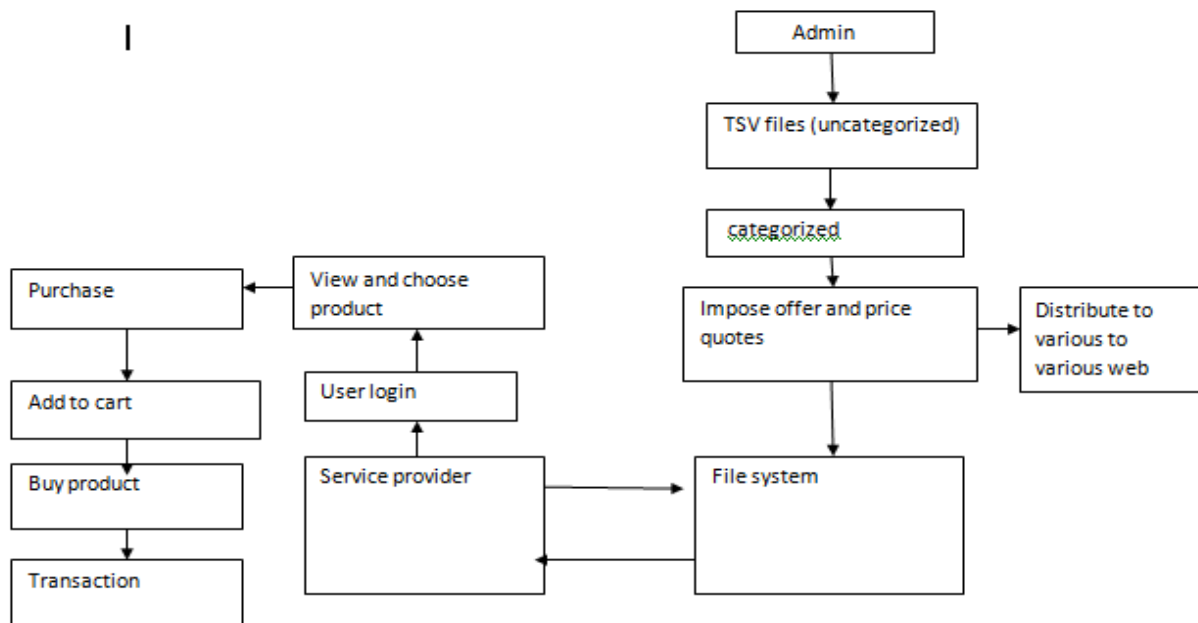 Admin
TSV files (uncategorized)
categorized
View and choose
product
Purchase
Impose offer and price
quotes
Distribute to
various to
various web
User login
Add to cart
Service provider
File system
Buy product
Transaction